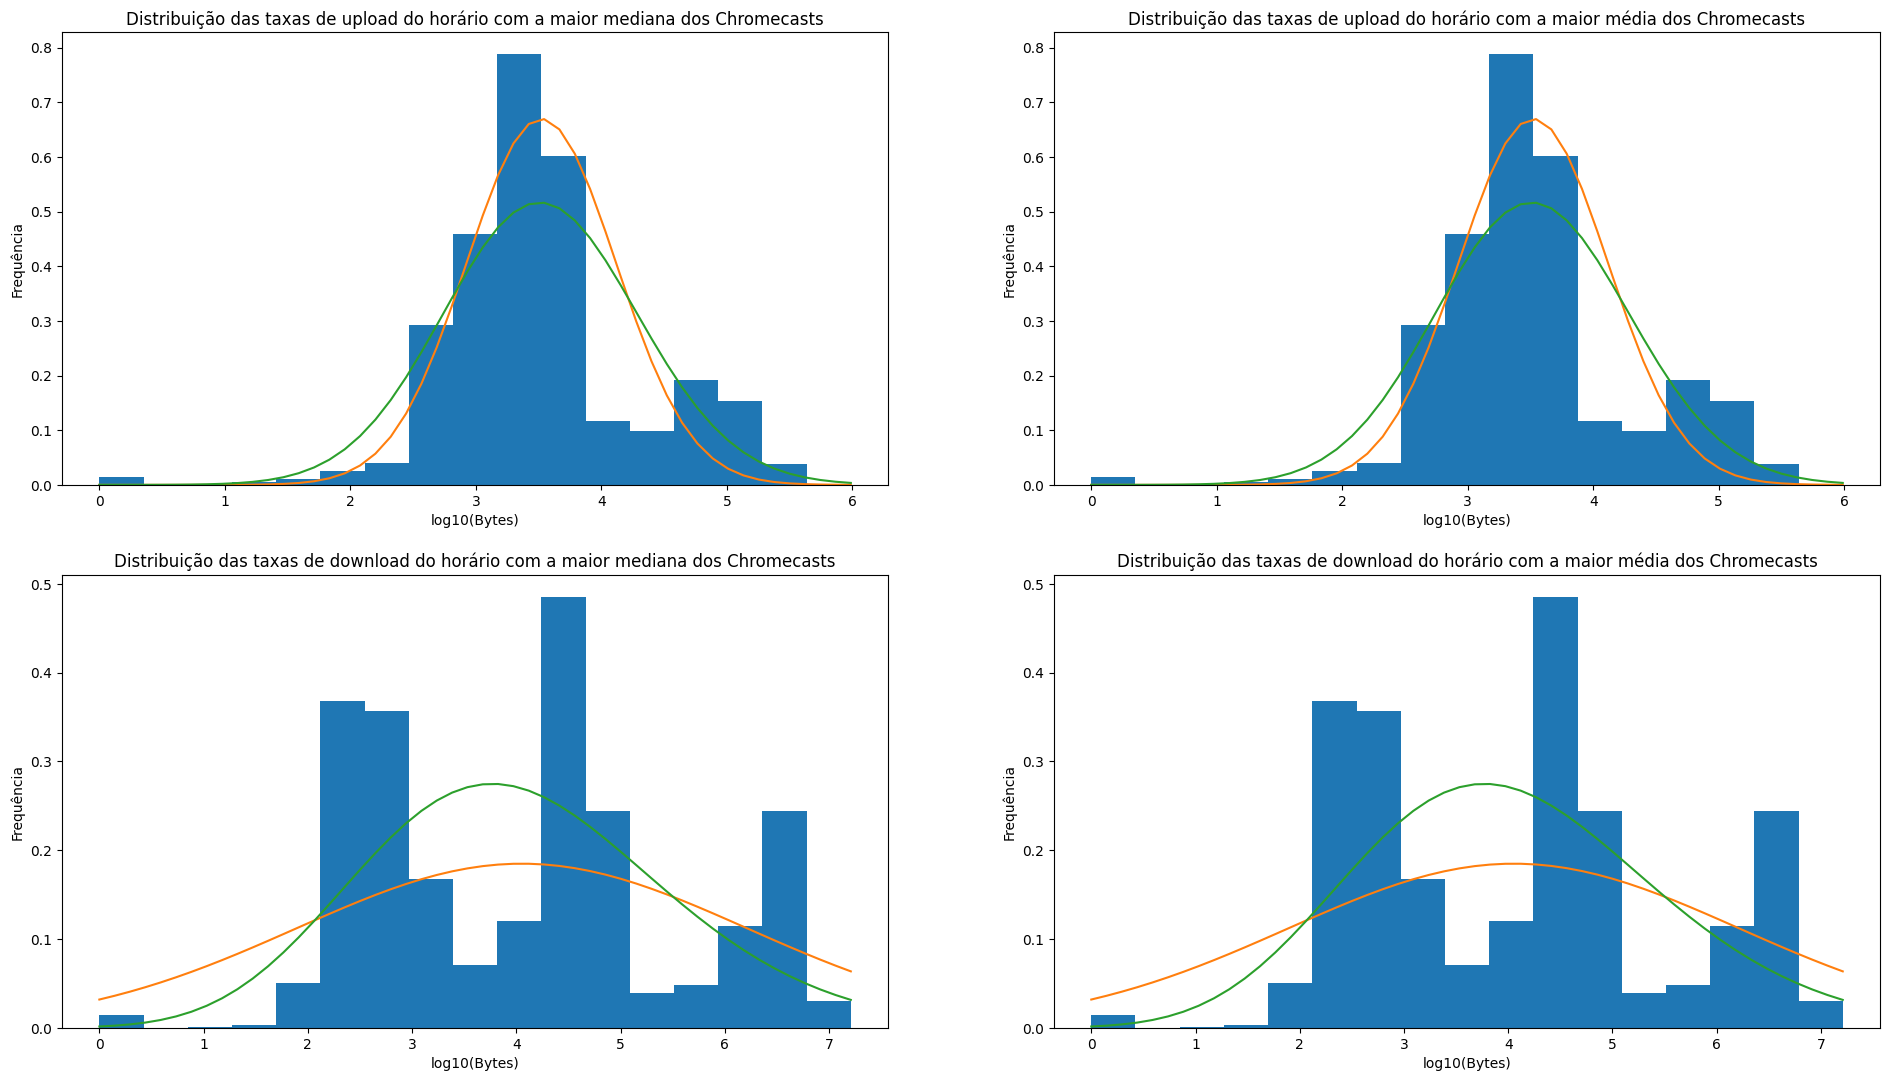 Distribuição das taxas de upload do horário com a maior mediana dos Chromecasts
0.8
0.7
0.6
0.5
0.4
0.3
0.2
0.1
0.0
Frequência
0 1 2 3 4 5 6
log10(Bytes)
Distribuição das taxas de upload do horário com a maior média dos Chromecasts
0.8
0.7
0.6
0.5
0.4
0.3
0.2
0.1
0.0
Frequência
0 1 2 3 4 5 6
log10(Bytes)
Distribuição das taxas de download do horário com a maior mediana dos Chromecasts
0.5
0.4
0.3
0.2
0.1
0.0
Frequência
0 1 2 3 4 5 6 7
log10(Bytes)
Distribuição das taxas de download do horário com a maior média dos Chromecasts
0.5
0.4
0.3
0.2
0.1
0.0
Frequência
0 1 2 3 4 5 6 7
log10(Bytes)